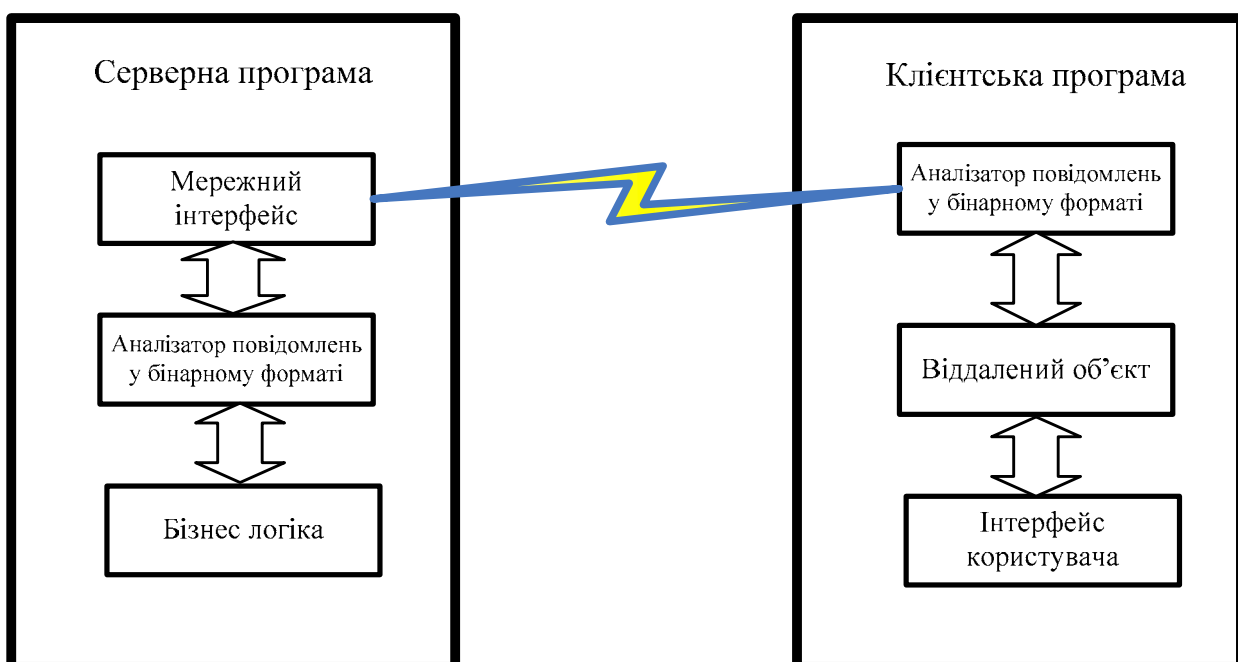 Серверна програма
Мережний
інтерфейс
Аналізатор повідомлень
у бінарному форматі
Бізнес логіка
Клієнтська програма
Аналізатор повідомлень
у бінарному форматі
Віддалений об’єкт
Інтерфейс
користувача